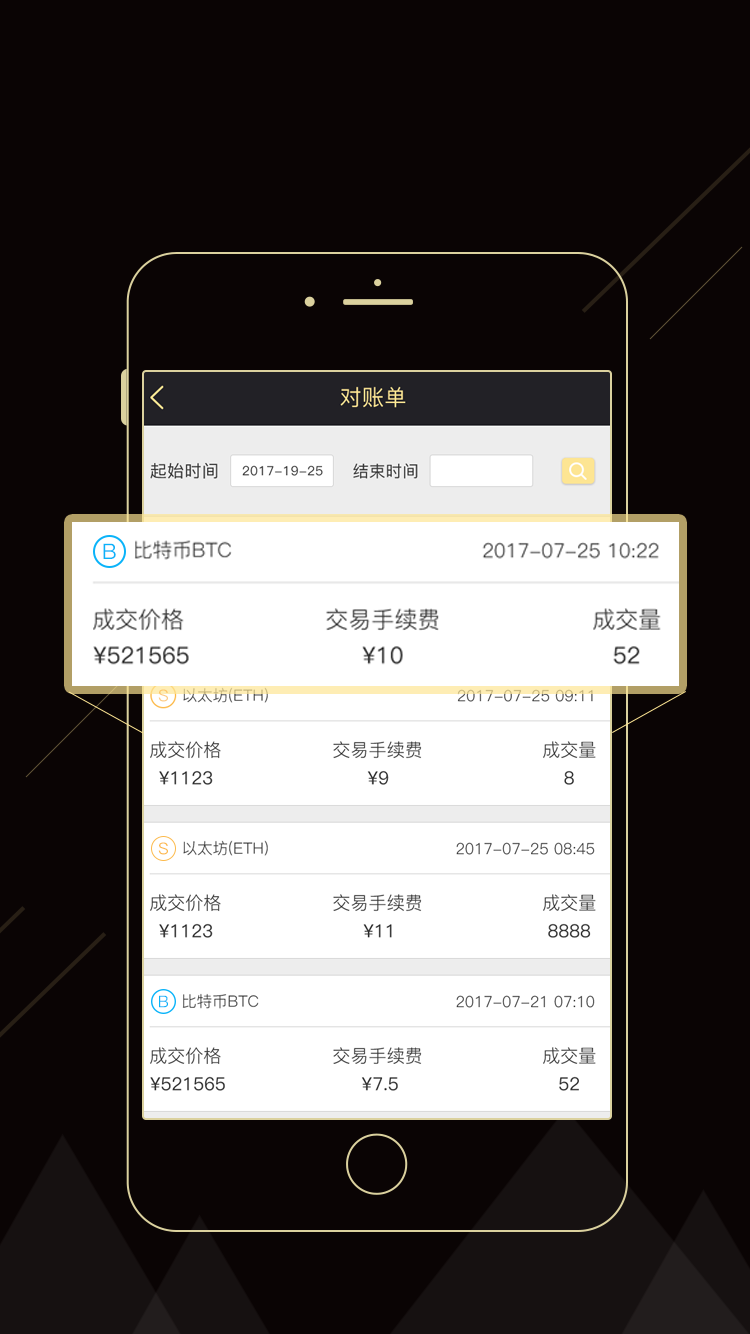 对账单
起始时间 2017-19-25 结束时间
B 比特币BTC 2017-07-25 10:22
成交价格 交易手续费 成交量
¥521565 ¥10 52
S 以太坊(ETH) 2017-07-25 09:11
成交价格 交易手续费 成交量
¥1123 ¥9 8
S 以太坊(ETH) 2017-07-25 08:45
成交价格 交易手续费 成交量
¥1123 ¥11 8888
B 比特币BTC 2017-07-21 07:10
成交价格 交易手续费 成交量
¥521565 ¥7.5 52